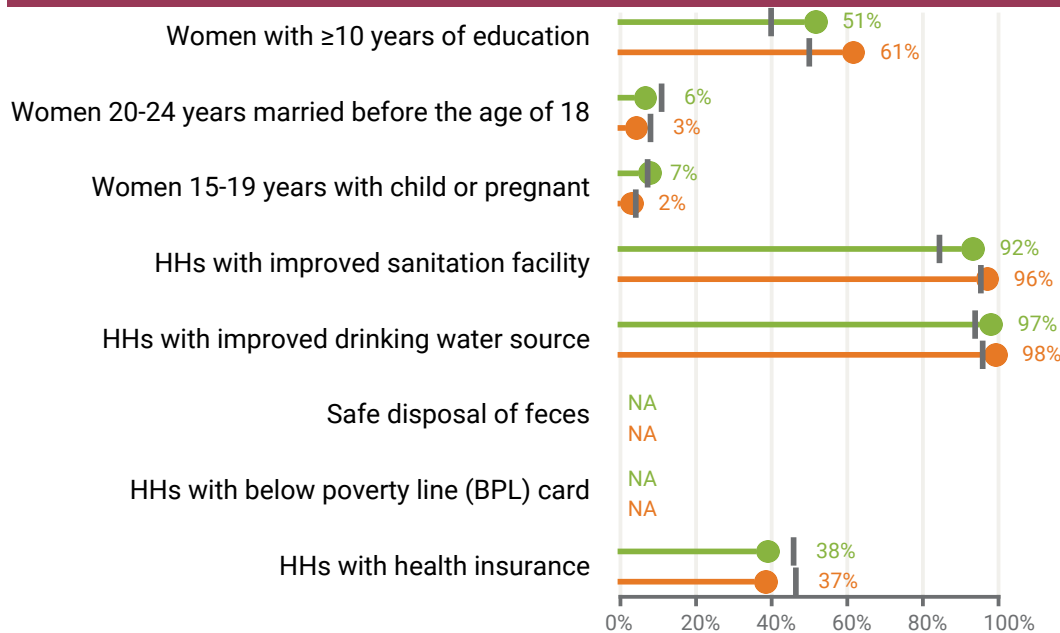 Women with ≥10 years of education
51%
61%
Women 20-24 years married before the age of 18
6%
3%
Women 15-19 years with child or pregnant
7%
2%
HHs with improved sanitation facility
92%
96%
HHs with improved drinking water source
97%
98%
Safe disposal of feces
NA
NA
HHs with below poverty line (BPL) card
NA
NA
HHs with health insurance
38%
37%
0% 20% 40% 60% 80% 100%